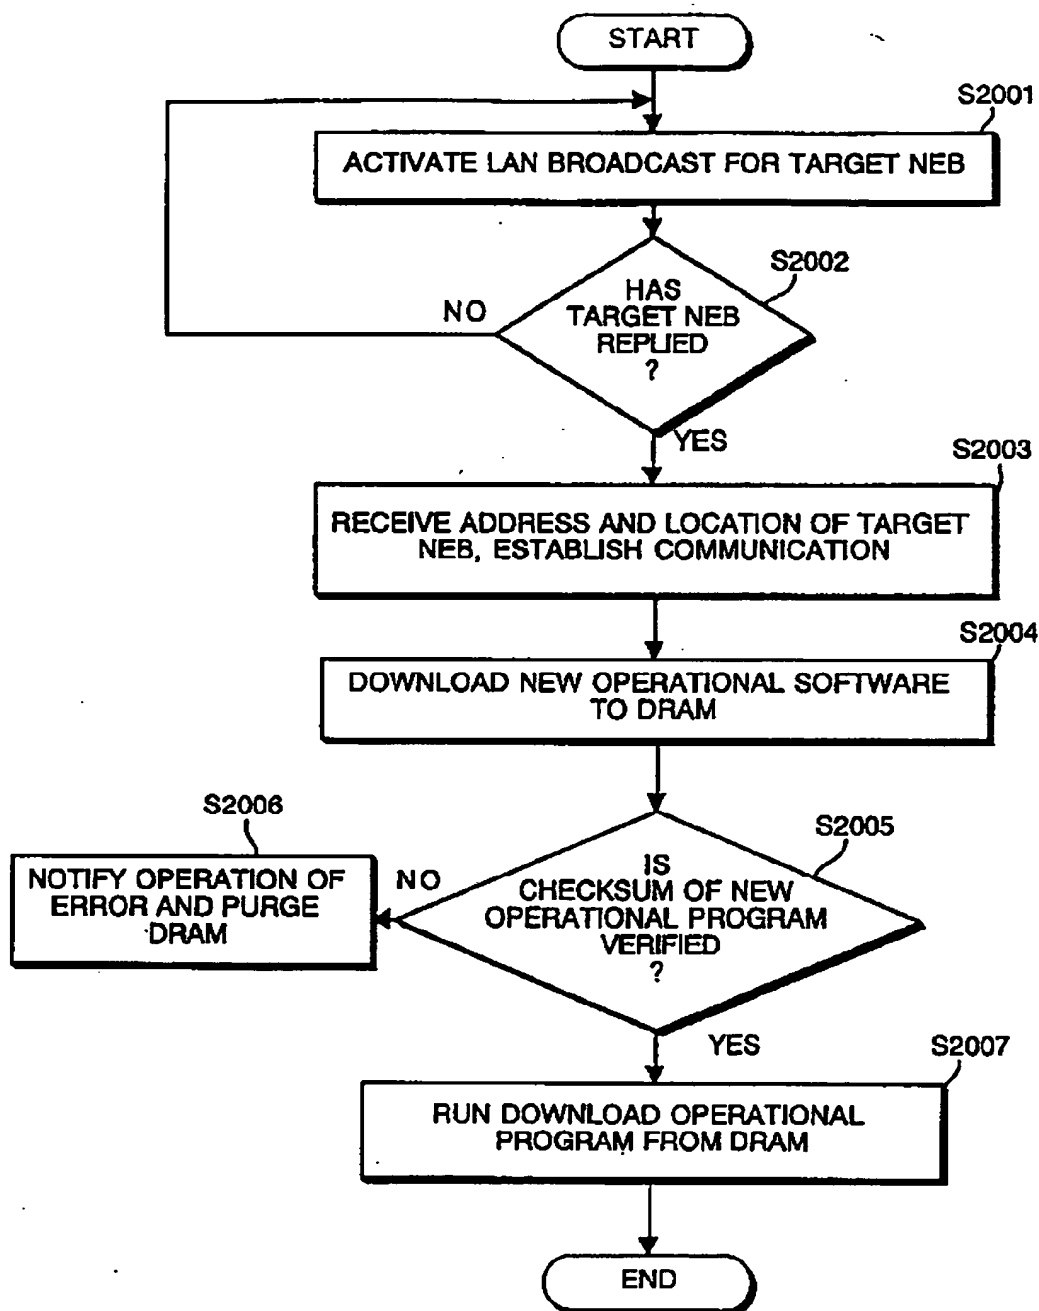 START
S2001
ACTIVATE LAN BROADCAST FOR TARGET NEB
S2002
HAS
TARGET NEB
REPLIED
?
NO
YES
S2003
RECEIVE ADDRESS AND LOCATION OF TARGET
NEB, ESTABLISH COMMUNICATION
S2004
DOWNLOAD NEW OPERATIONAL SOFTWARE
TO DRAM
S2006
NOTIFY OPERATION OF
ERROR AND PURGE
DRAM
NO
S2005
IS
CHECKSUM OF NEW
OPERATIONAL PROGRAM
VERIFIED
?
YES
S2007
RUN DOWNLOAD OPERATIONAL
PROGRAM FROM DRAM
END